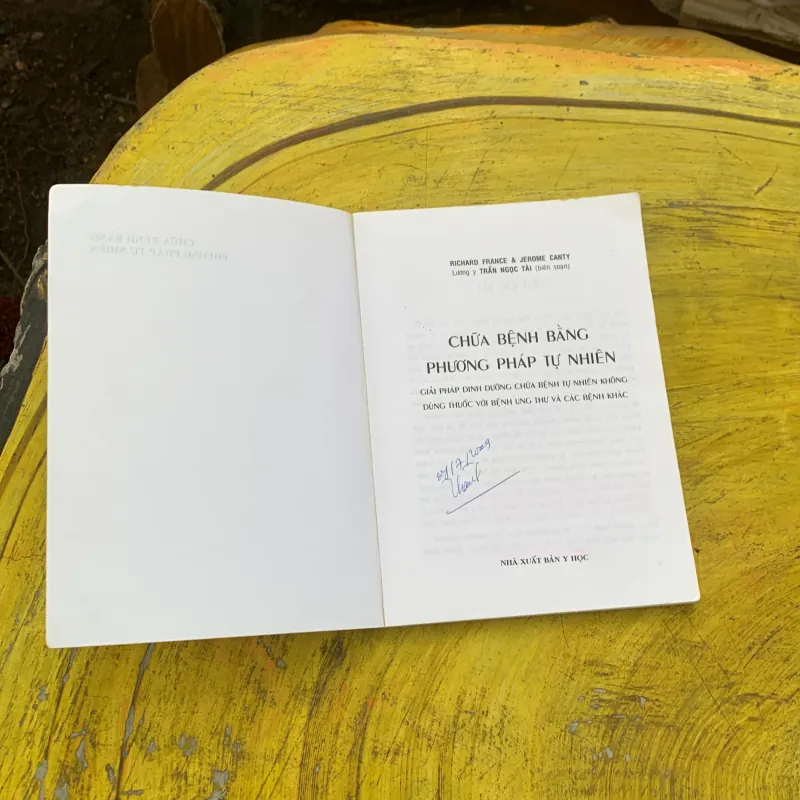 RICHARD FRANCE & JEROME CANTY
Lương y TRẦN NGỌC TÀI (biên soạn)
CHỮA BỆNH BẰNG
PHƯƠNG PHÁP TỰ NHIÊN
GIẢI PHÁP DINH DƯỠNG CHỮA BỆNH TỰ NHIÊN KHÔNG
DÙNG THUỐC VỚI BỆNH UNG THƯ VÀ CÁC BỆNH KHÁC
NHÀ XUẤT BẢN Y HỌC